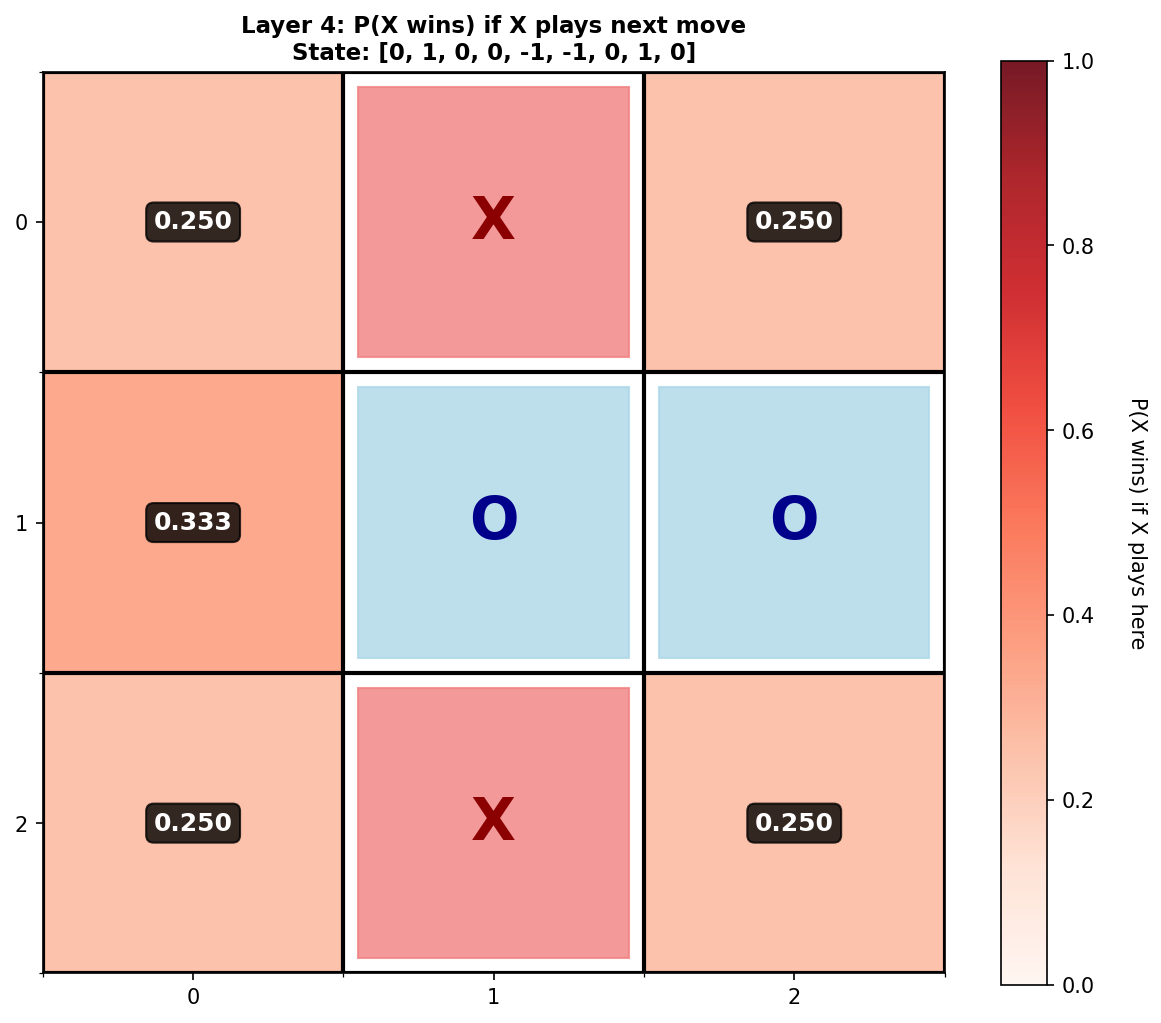 Layer 4: P(X wins) if X plays next move
State: [0, 1, 0, 0, -1, -1, 0, 1, 0]
0.250
X
0.250
0.333
O
O
0.250
X
0.250
0
1
2
0
1
2
1.0
0.8
0.6
0.4
0.2
0.0
P(X wins) if X plays here